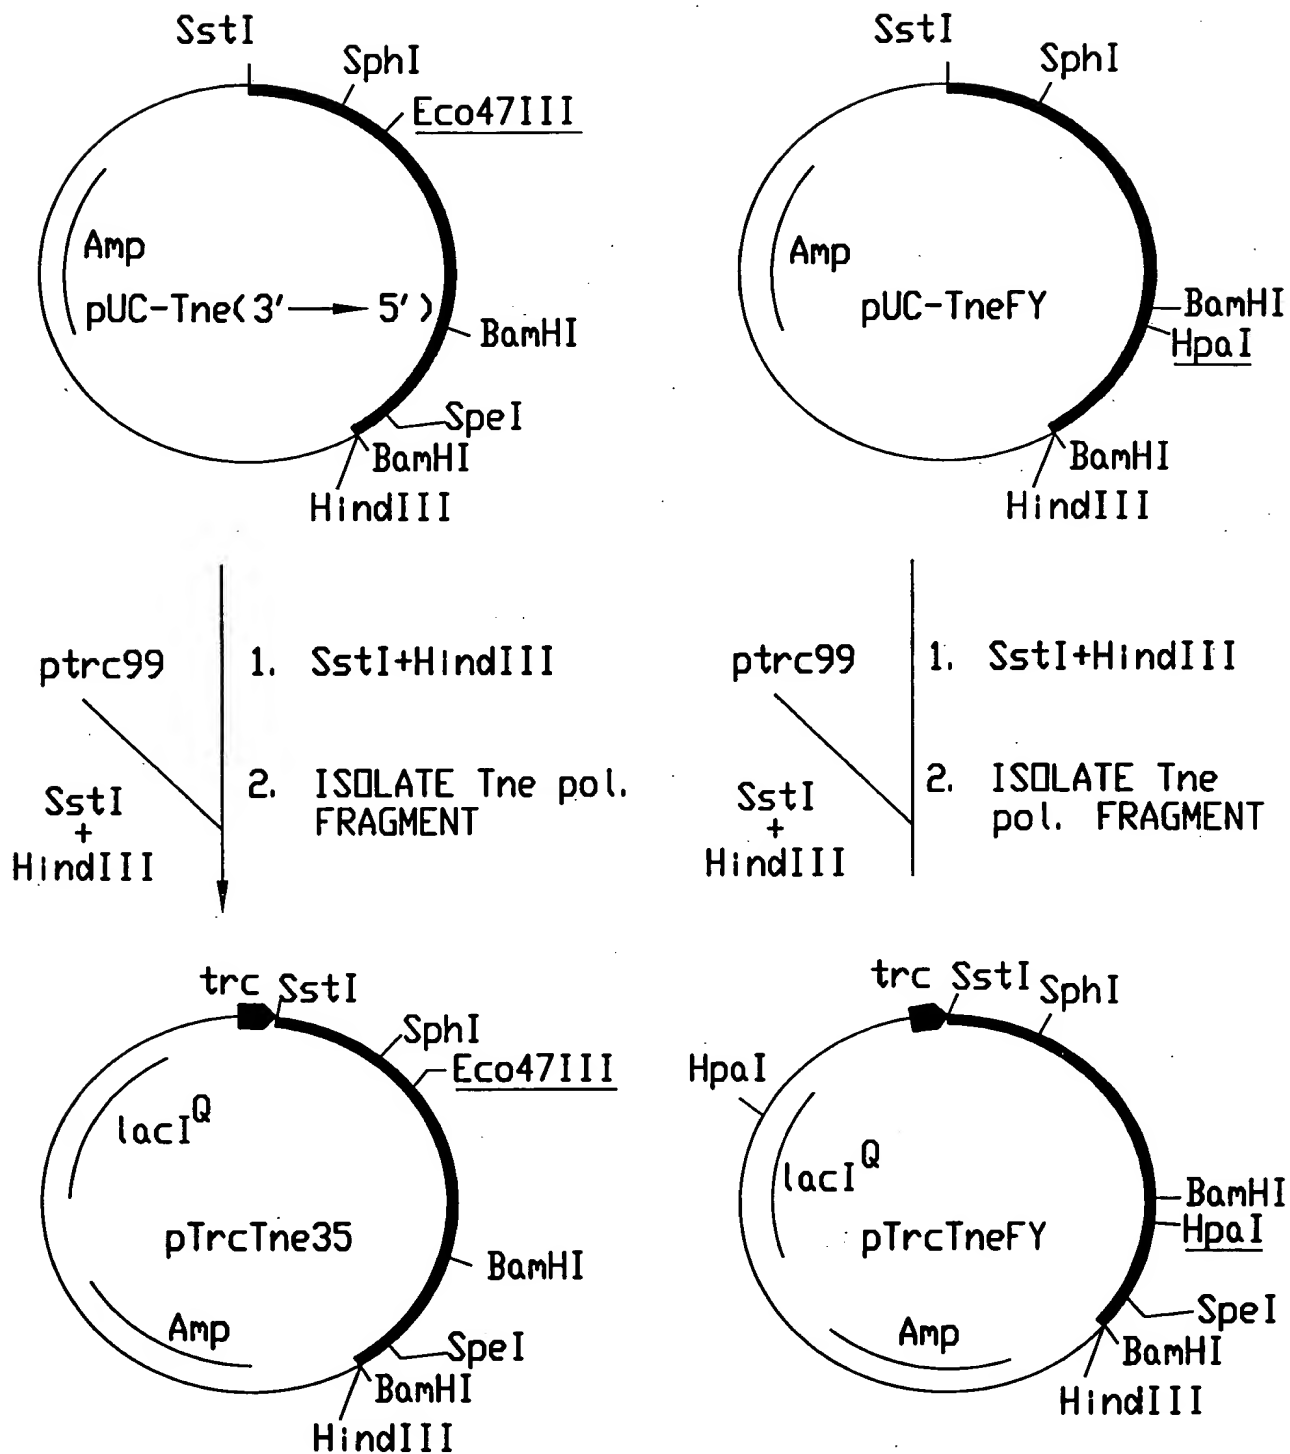 SstI
SphI
Eco47III
Amp
pUC-Tne(3' 5')
BamHI
SpeI
BamHI
HindIII
SstI
SphI
Amp
pUC-TneFY
BamHI
HpaI
BamHI
HindIII
ptrc99
SstI
+
HindIII
1. SstI+HindIII
2. ISOLATE Tne pol.
FRAGMENT
ptrc99
SstI
+
HindIII
1. SstI+HindIII
2. ISOLATE Tne
pol. FRAGMENT
trc
SstI
SphI
Eco47III
lacI^Q
pTrcTne35
BamHI
Amp
SpeI
BamHI
HindIII
trc
SstI
SphI
HpaI
lacI^Q
BamHI
HpaI
pTrcTneFY
SpeI
Amp
BamHI
HindIII